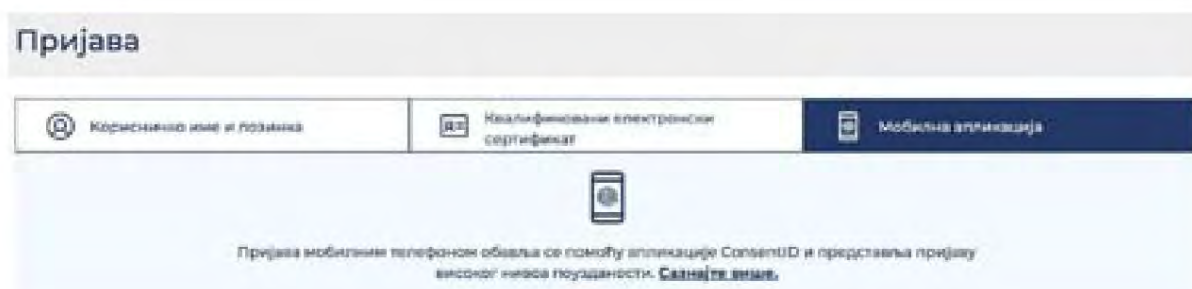 Пријава
Корисничко име и лозинка
Квалификовани електронски
сертификат
Мобилна апликација
Пријава мобилним телефоном обавља се помоћу апликације ConsentID и представља пријаву
високог нивоа поузданости. Сазнајте више.